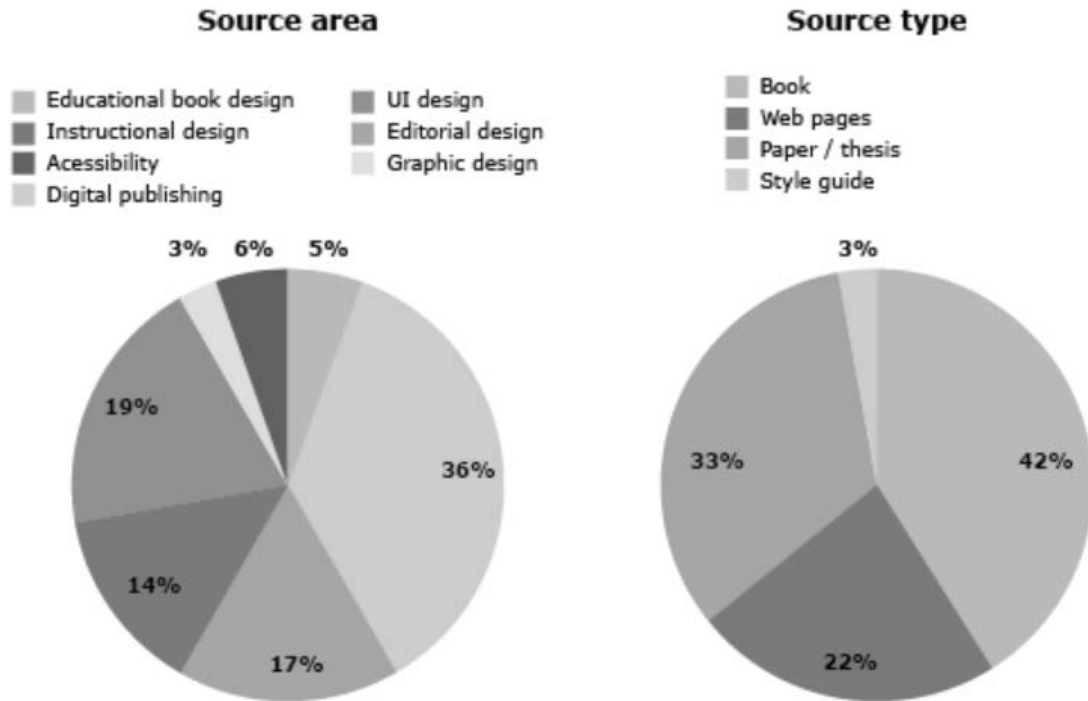 Source area
Educational book design
Instructional design
Acessibility
Digital publishing
UI design
Editorial design
Graphic design
3% 6% 5%
19%
36%
14%
17%
Source type
Book
Web pages
Paper / thesis
Style guide
3%
33%
42%
22%